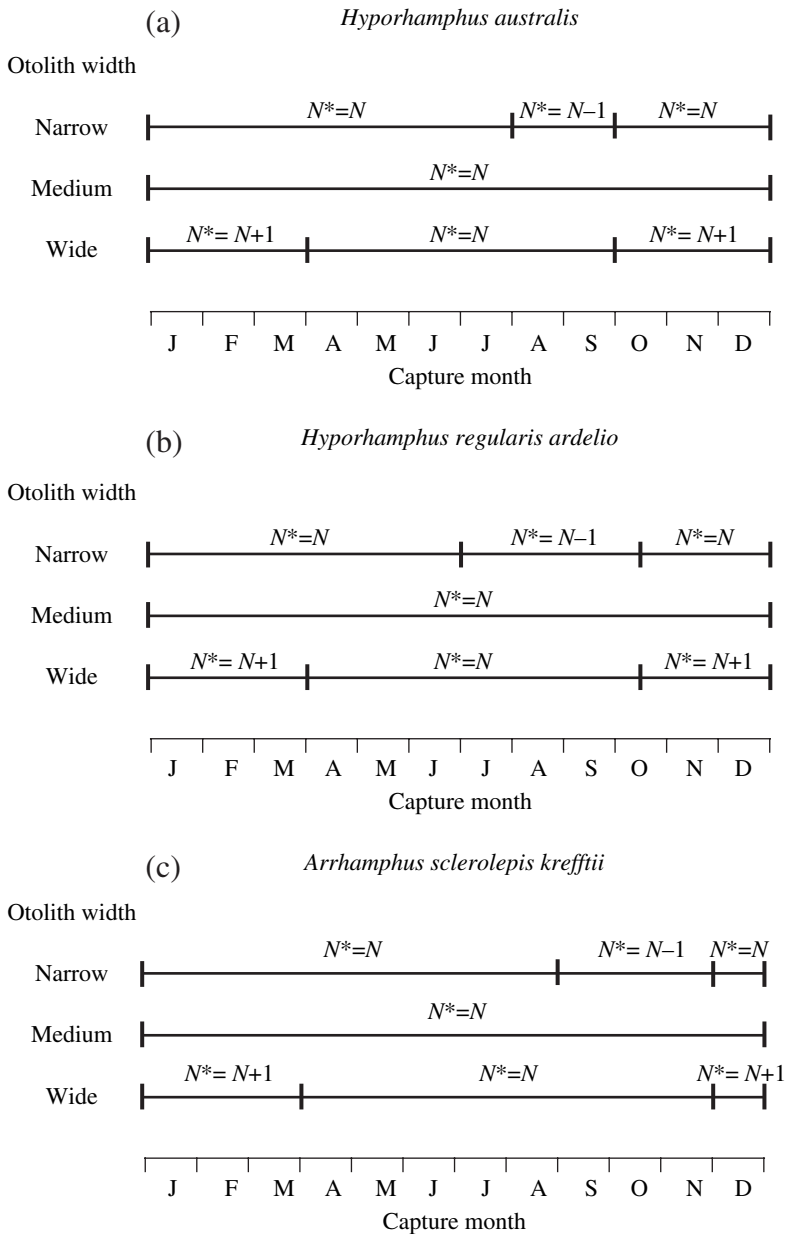 (a) Hyporhamphus australis
Otolith width
N*=N N*= N–1 N*=N
Narrow
N*=N
Medium
N*= N+1 N*=N N*= N+1
Wide
J F M A M J J A S O N D
Capture month
(b) Hyporhamphus regularis ardelio
Otolith width
N*=N N*= N–1 N*=N
Narrow
N*=N
Medium
N*= N+1 N*=N N*= N+1
Wide
J F M A M J J A S O N D
Capture month
(c) Arrhamphus sclerolepis krefftii
Otolith width
N*=N N*= N–1 N*=N
Narrow
N*=N
Medium
N*= N+1 N*=N N*= N+1
Wide
J F M A M J J A S O N D
Capture month